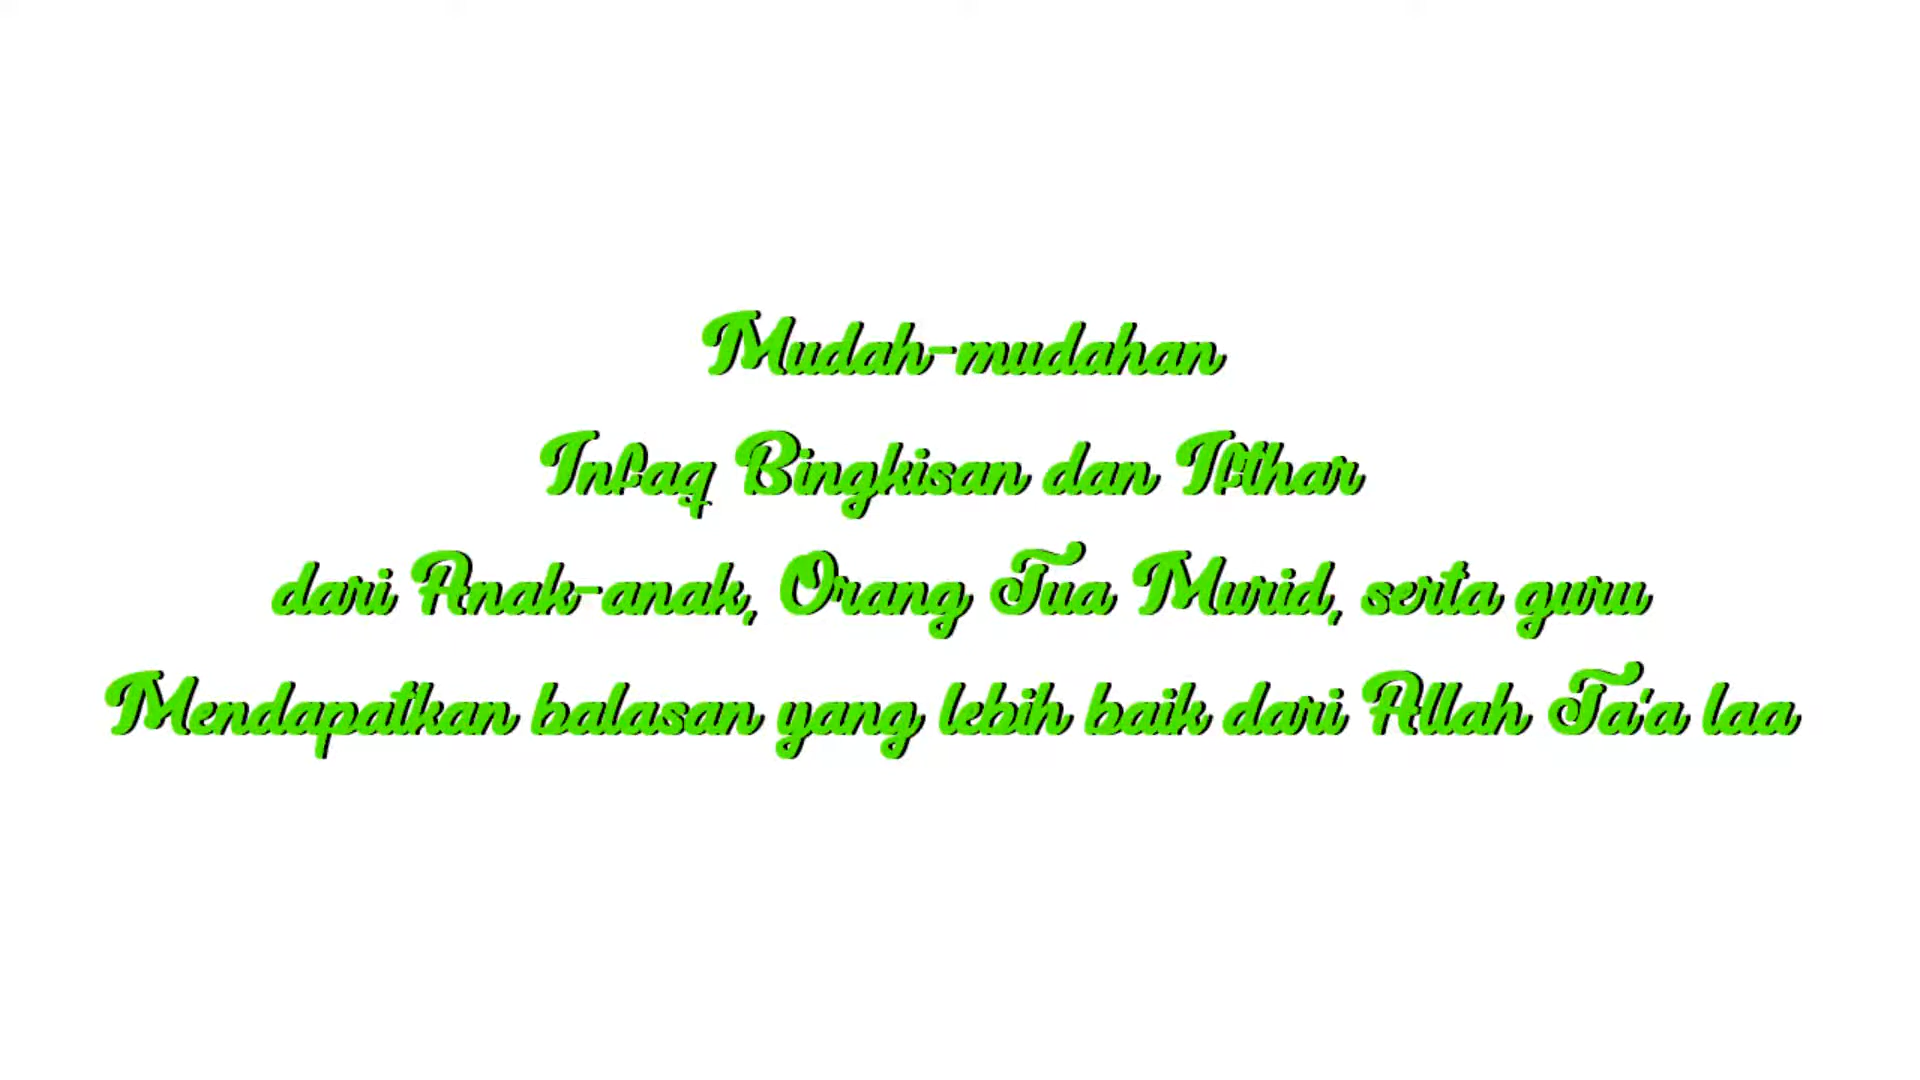 Mudah-mudahan
Infaq Bingkisan dan Ifthar
dari Anak-anak, Orang Tua Murid, serta guru
Mendapatkan balasan yang lebih baik dari Allah Ta'a laa